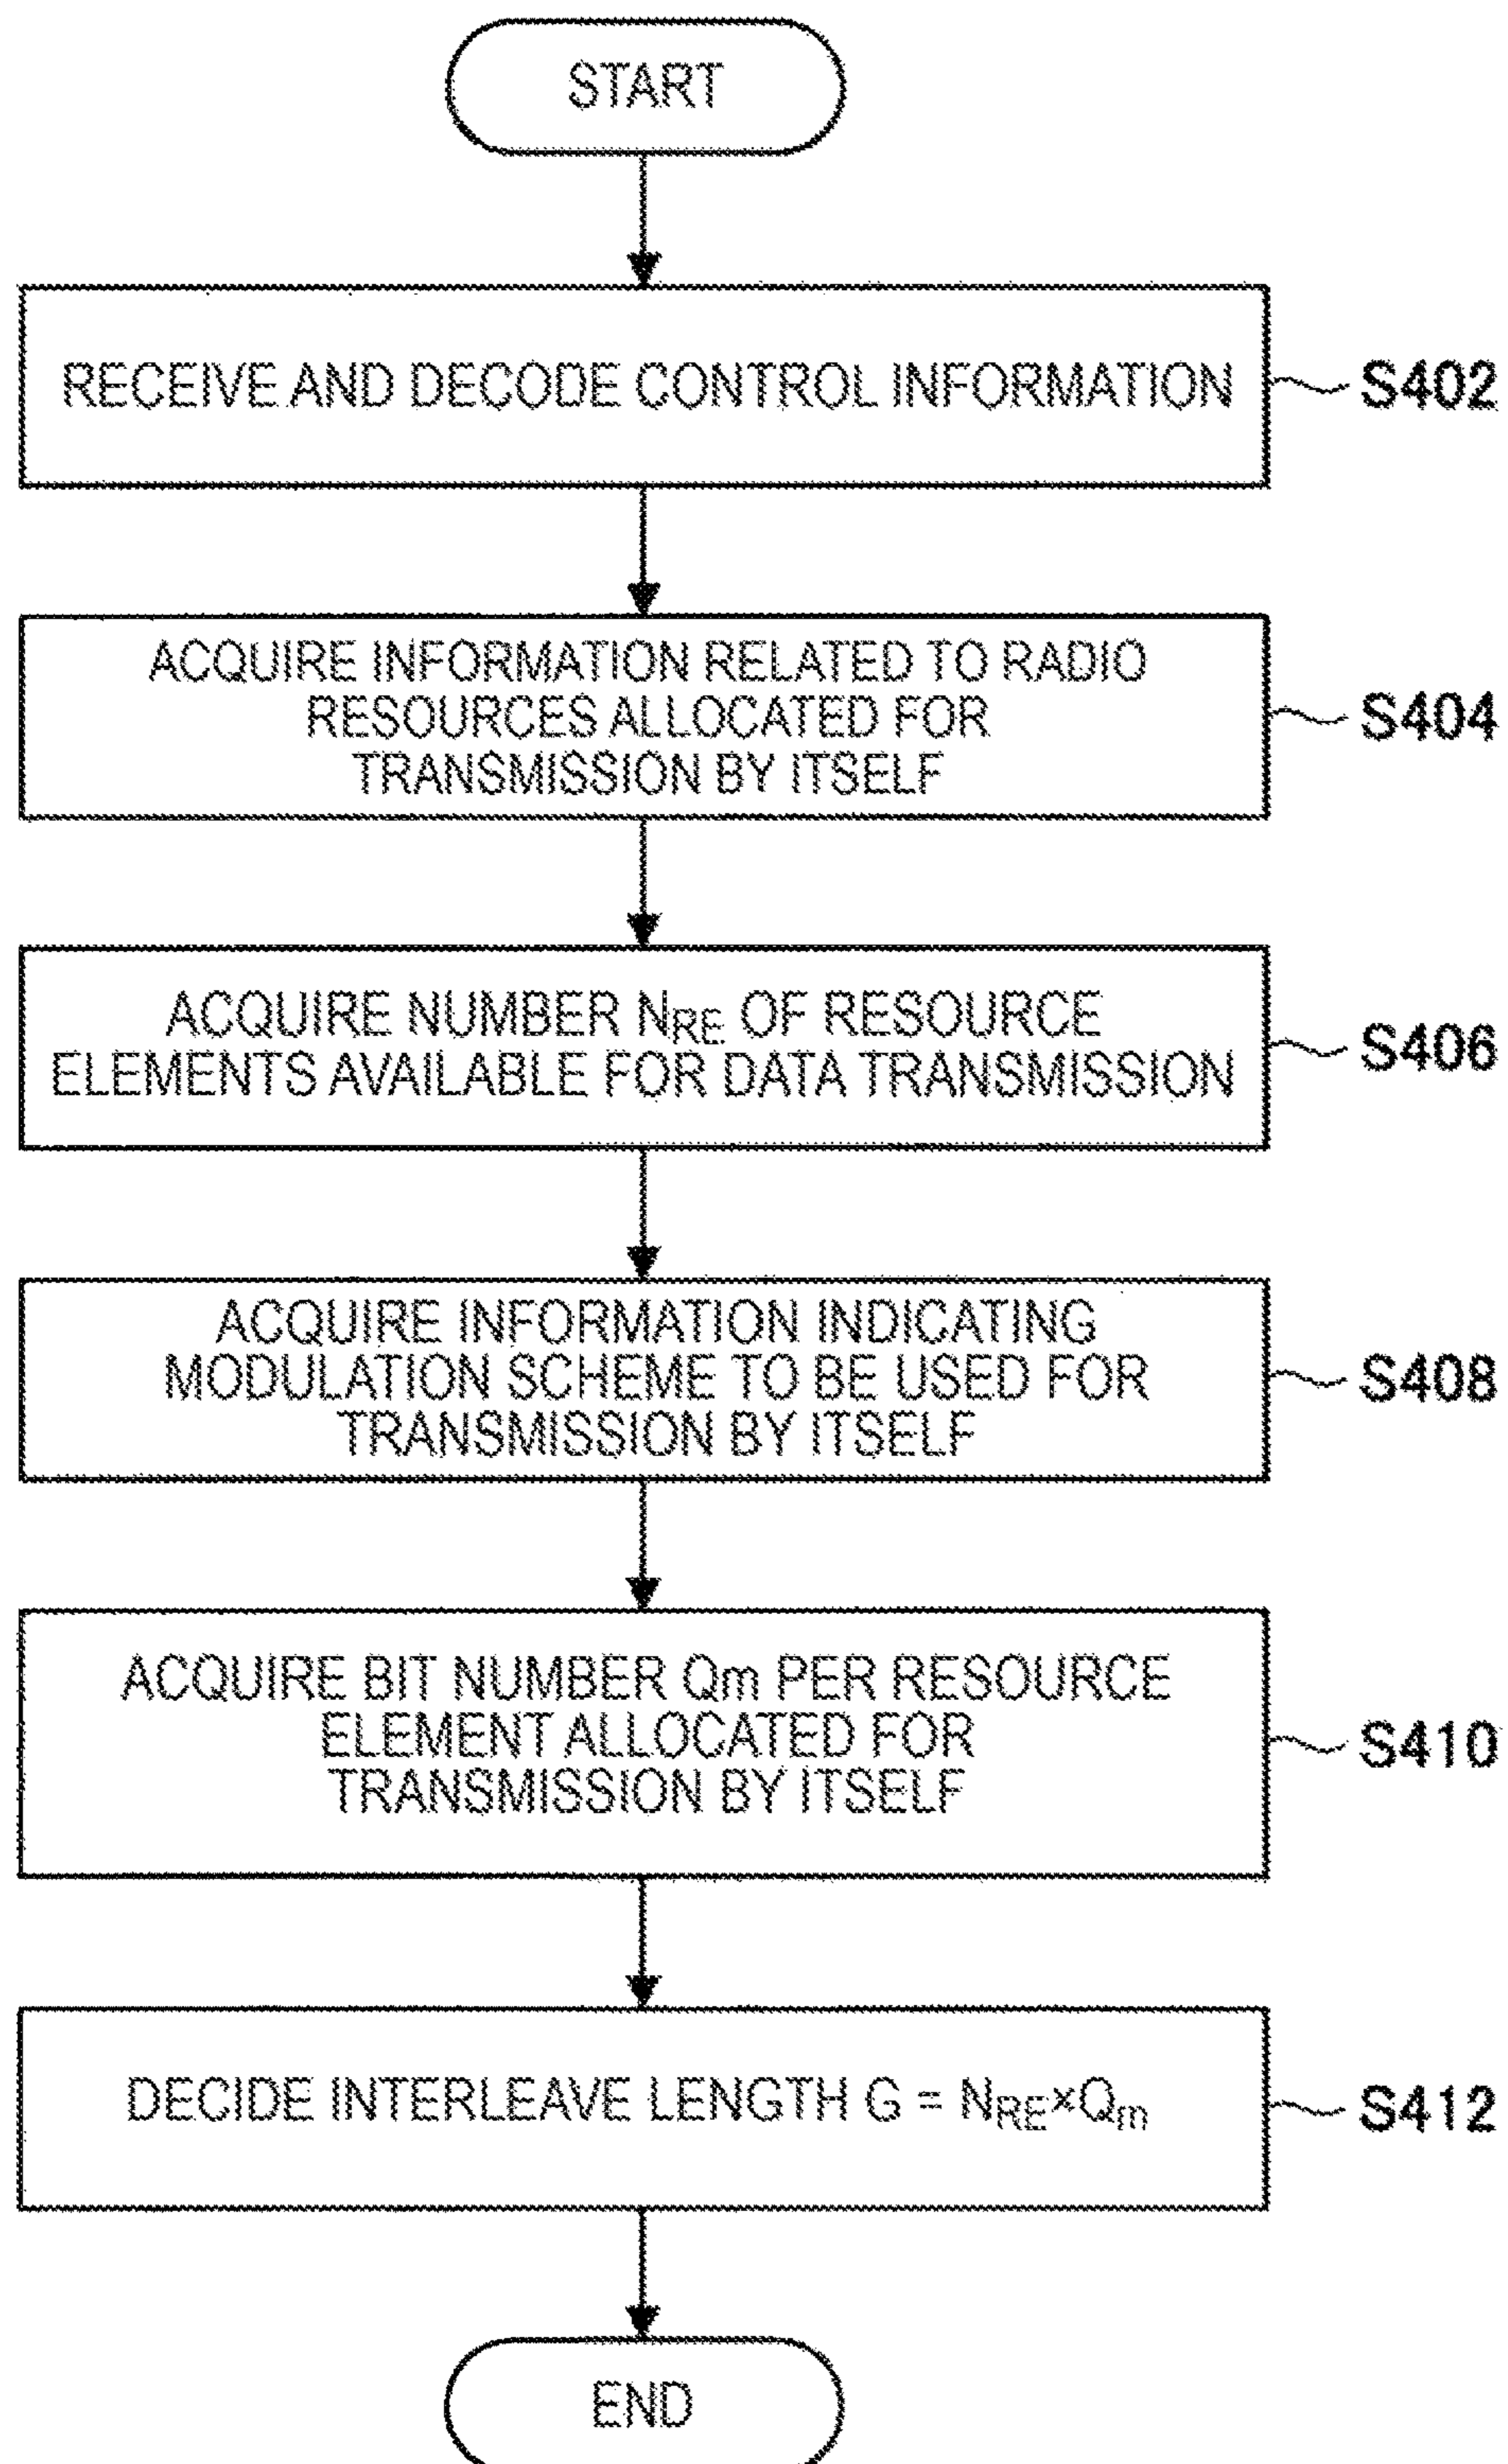 START
RECEIVE AND DECODE CONTROL INFORMATION
S402
ACQUIRE INFORMATION RELATED TO RADIO
RESOURCES ALLOCATED FOR
TRANSMISSION BY ITSELF
S404
ACQUIRE NUMBER NRE OF RESOURCE
ELEMENTS AVAILABLE FOR DATA TRANSMISSION
S406
ACQUIRE INFORMATION INDICATING
MODULATION SCHEME TO BE USED FOR
TRANSMISSION BY ITSELF
S408
ACQUIRE BIT NUMBER Qm PER RESOURCE
ELEMENT ALLOCATED FOR
TRANSMISSION BY ITSELF
S410
DECIDE INTERLEAVE LENGTH G = NRE×Qm
S412
END